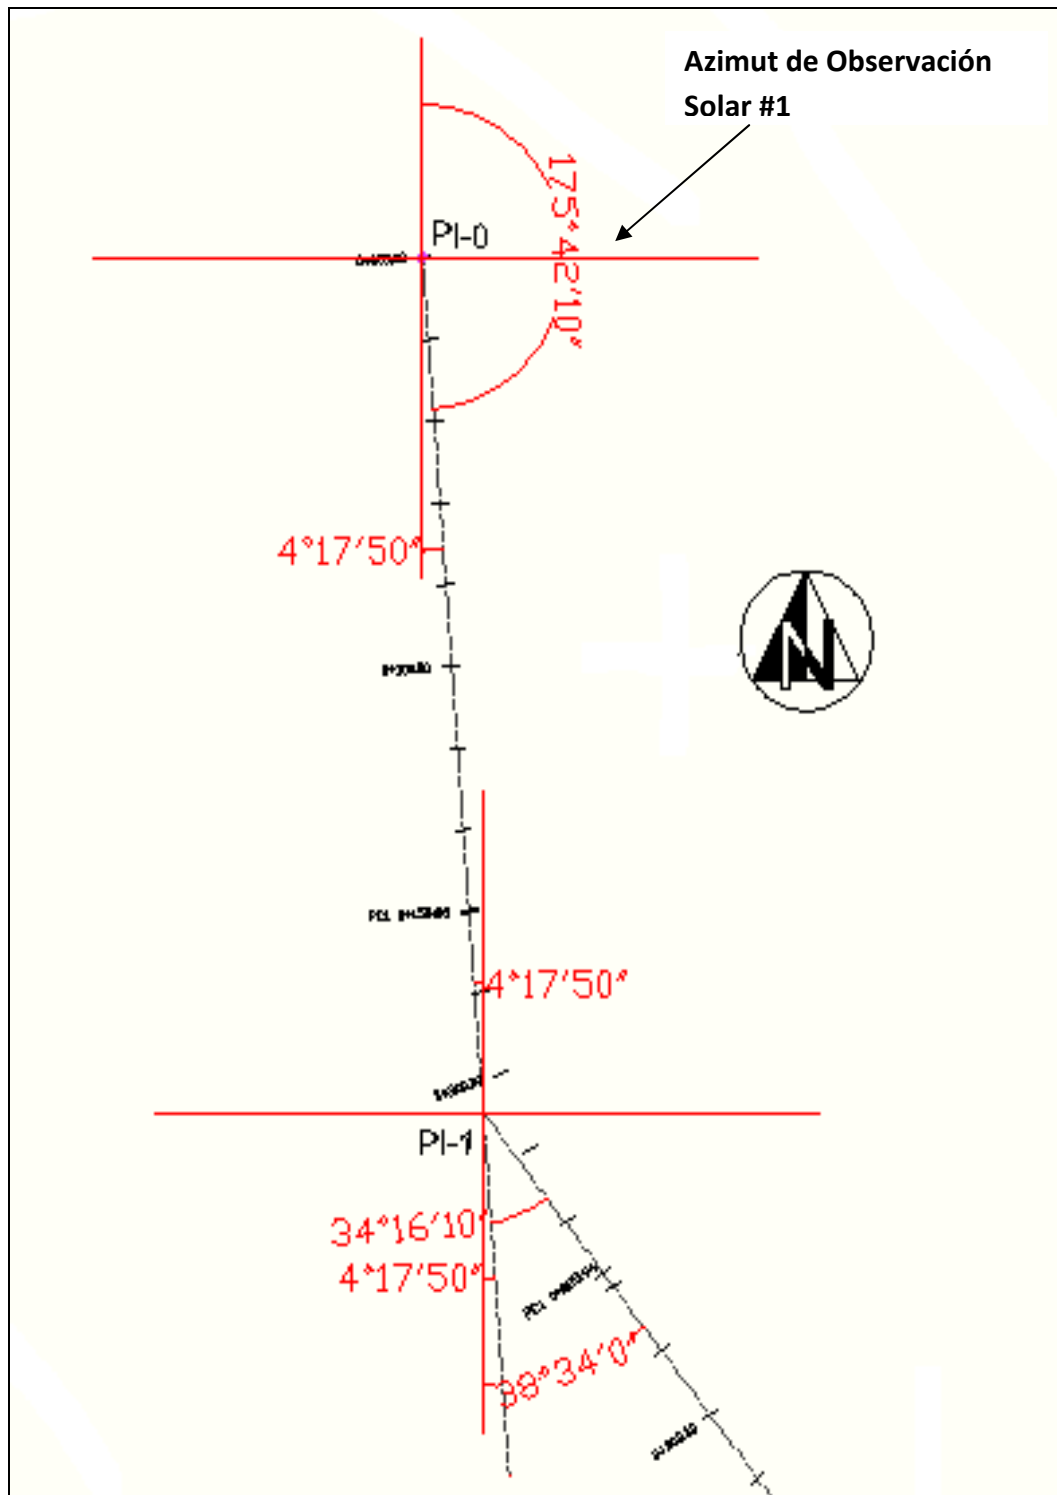 Azimut de Observación
Solar #1
175°42'10"
PI-0
4°17'50"
N
4°17'50"
PI-1
34°16'10"
4°17'50"
38°34'0"